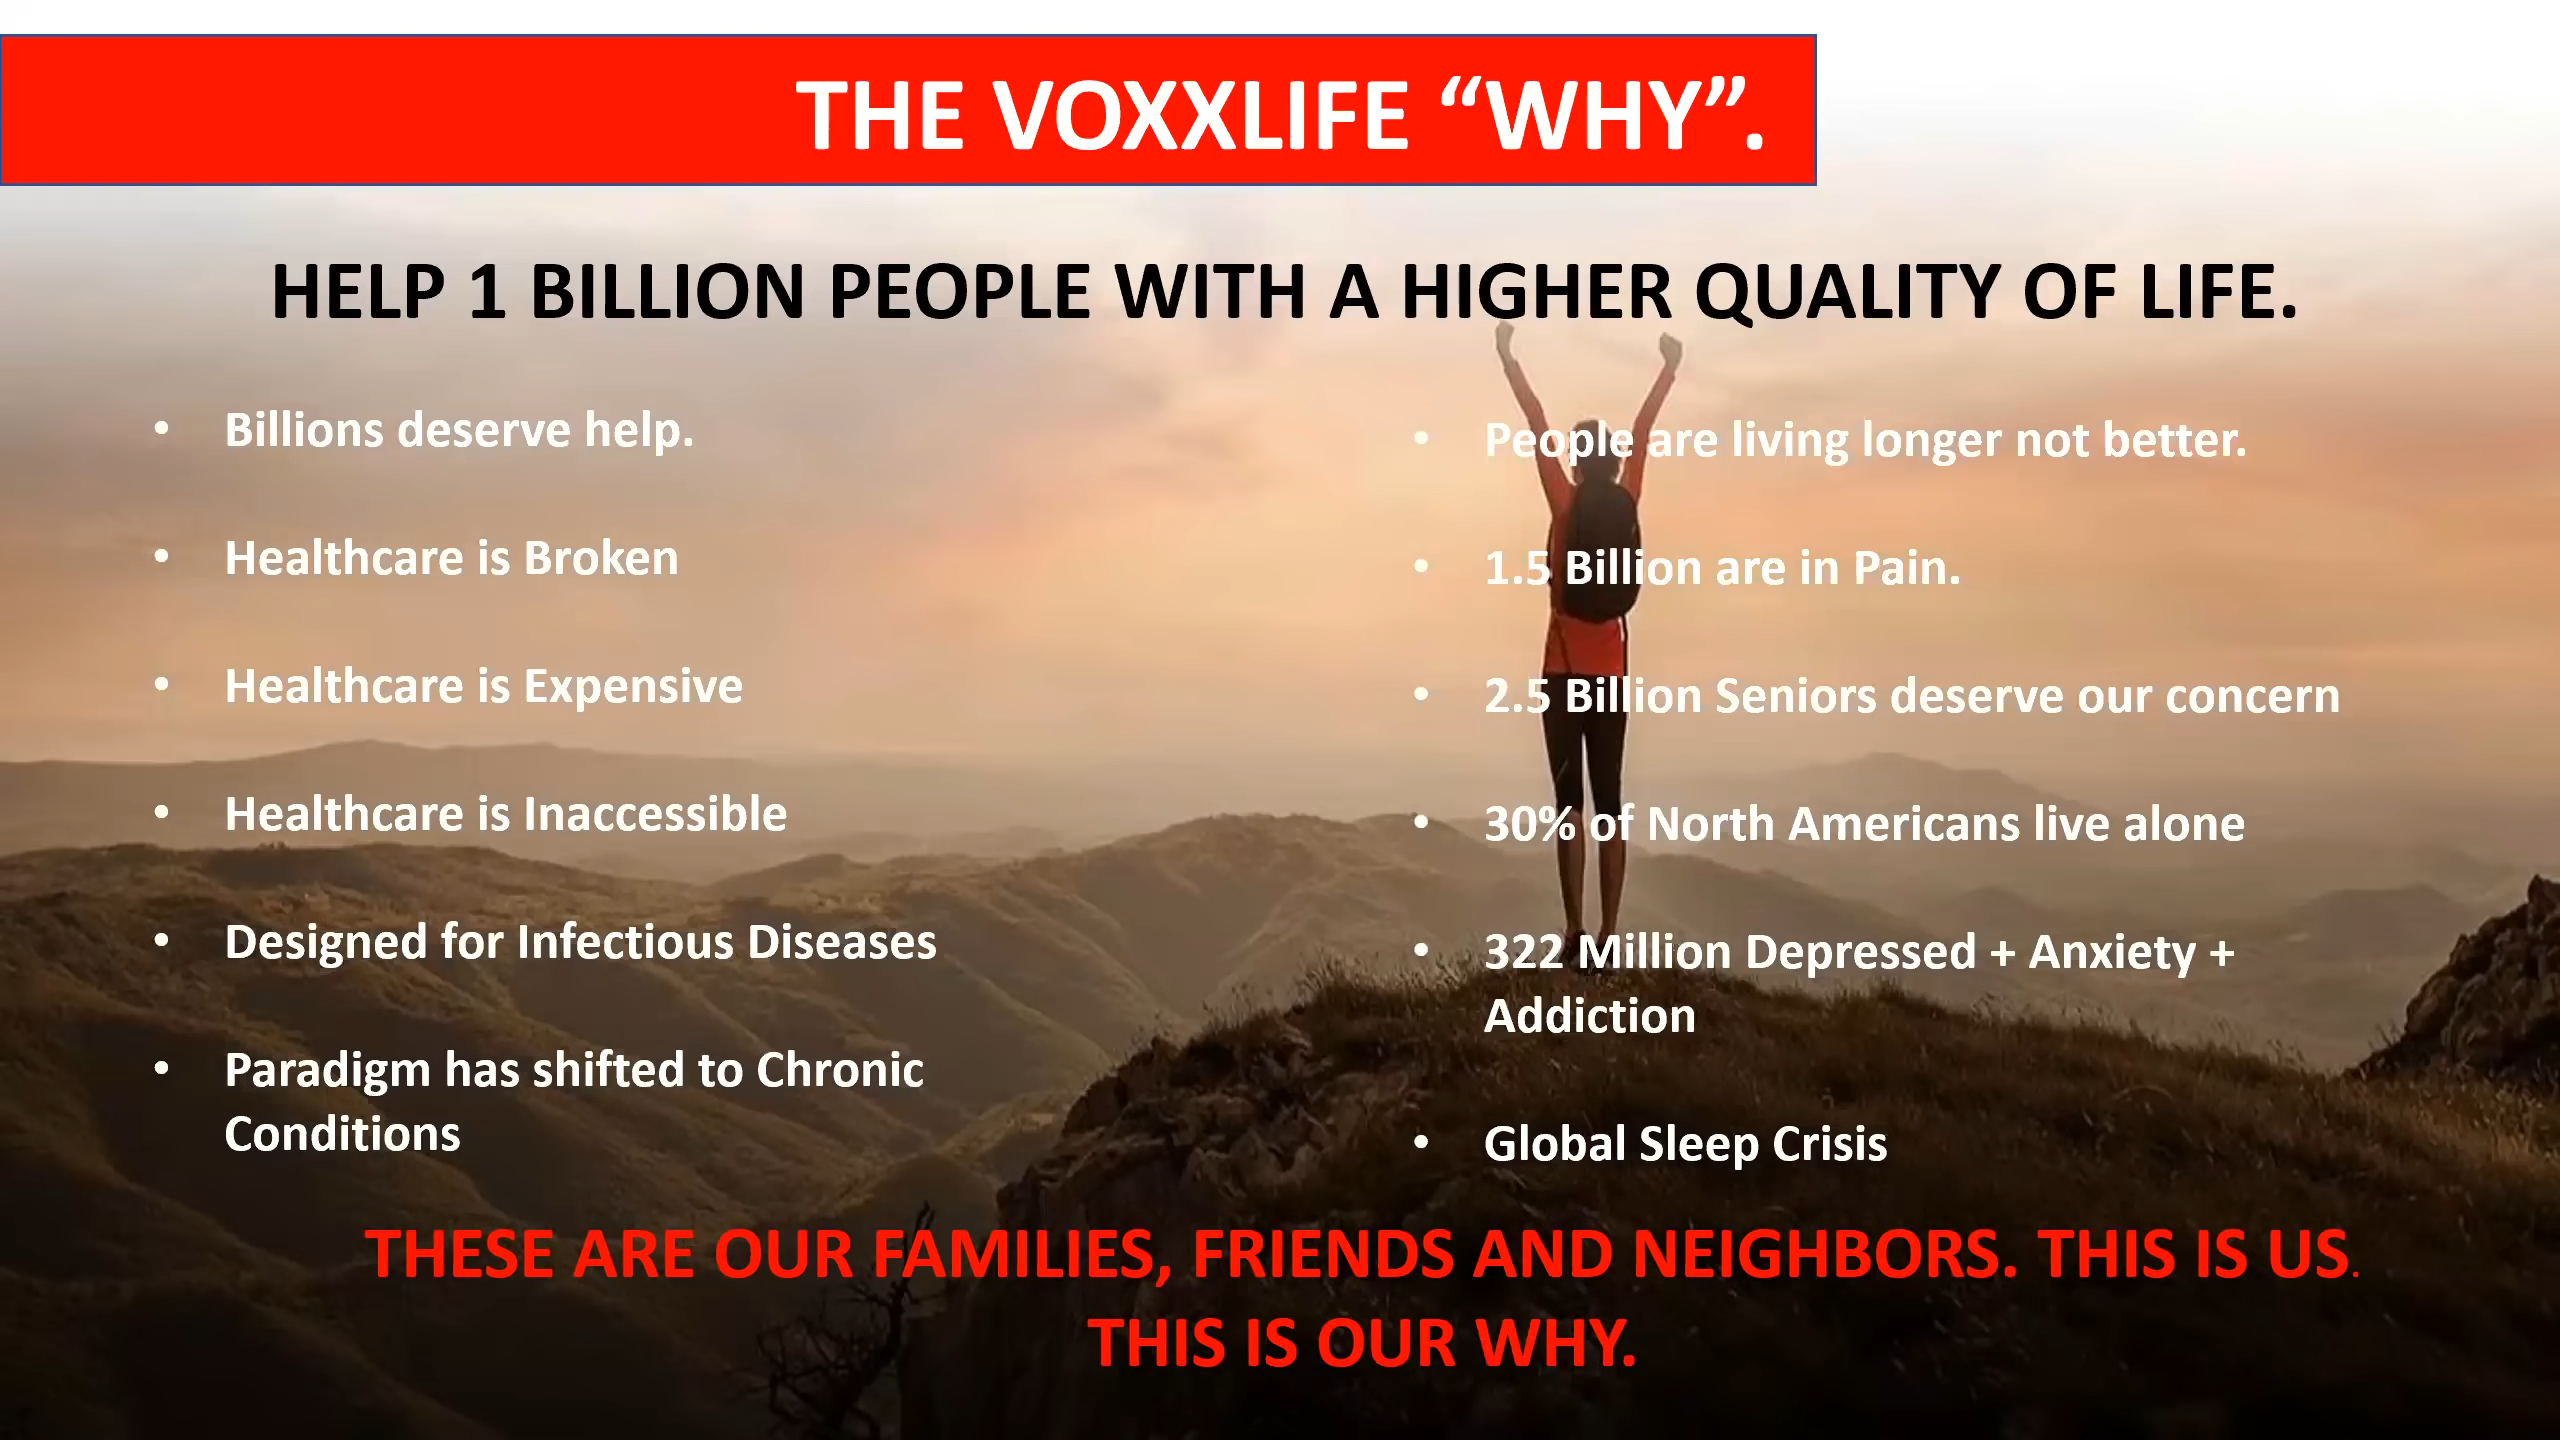 THE VOXXLIFE “WHY”.
HELP 1 BILLION PEOPLE WITH A HIGHER QUALITY OF LIFE.
• Billions deserve help.
• Healthcare is Broken
• Healthcare is Expensive
• Healthcare is Inaccessible
• Designed for Infectious Diseases
• Paradigm has shifted to Chronic
Conditions
• People are living longer not better.
• 1.5 Billion are in Pain.
• 2.5 Billion Seniors deserve our concern
• 30% of North Americans live alone
• 322 Million Depressed + Anxiety +
Addiction
• Global Sleep Crisis
THESE ARE OUR FAMILIES, FRIENDS AND NEIGHBORS. THIS IS US.
THIS IS OUR WHY.